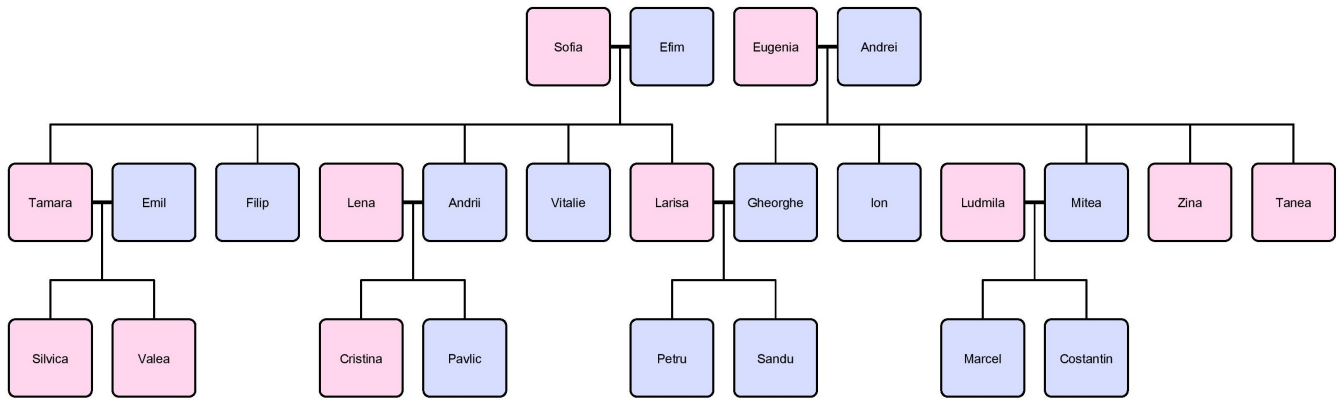 Sofia
Efim
Eugenia
Andrei
Tamara
Emil
Filip
Lena
Andrii
Vitalie
Larisa
Gheorghe
Ion
Ludmila
Mitea
Zina
Tanea
Silvica
Valea
Cristina
Pavlic
Petru
Sandu
Marcel
Costantin